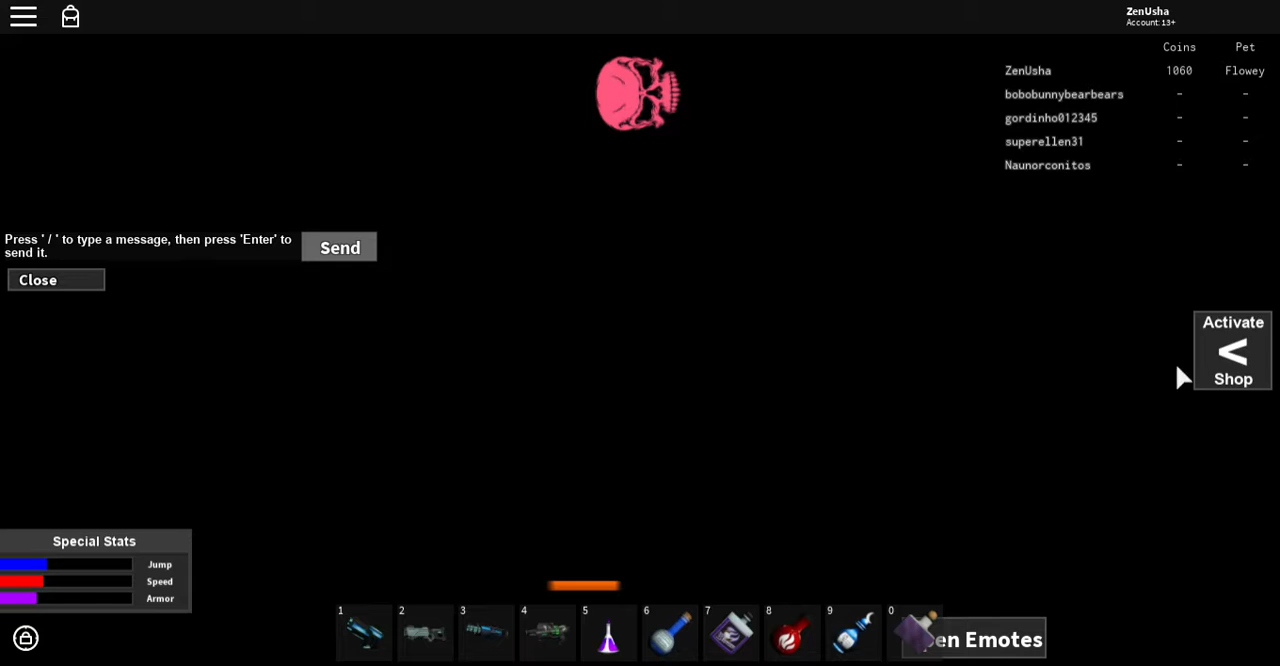 ZenUsha
Account: 13+
Coins Pet
ZenUsha 1060 Flowey
bobobunnybearbears - -
gordinho012345 - -
superellen31 - -
Naunorconitos - -
Press ' / ' to type a message, then press 'Enter' to
send it.
Send
Close
Activate
<
Shop
Special Stats
Jump
Speed
Armor
1 2 3 4 5 6 7 8 9 0
en Emotes